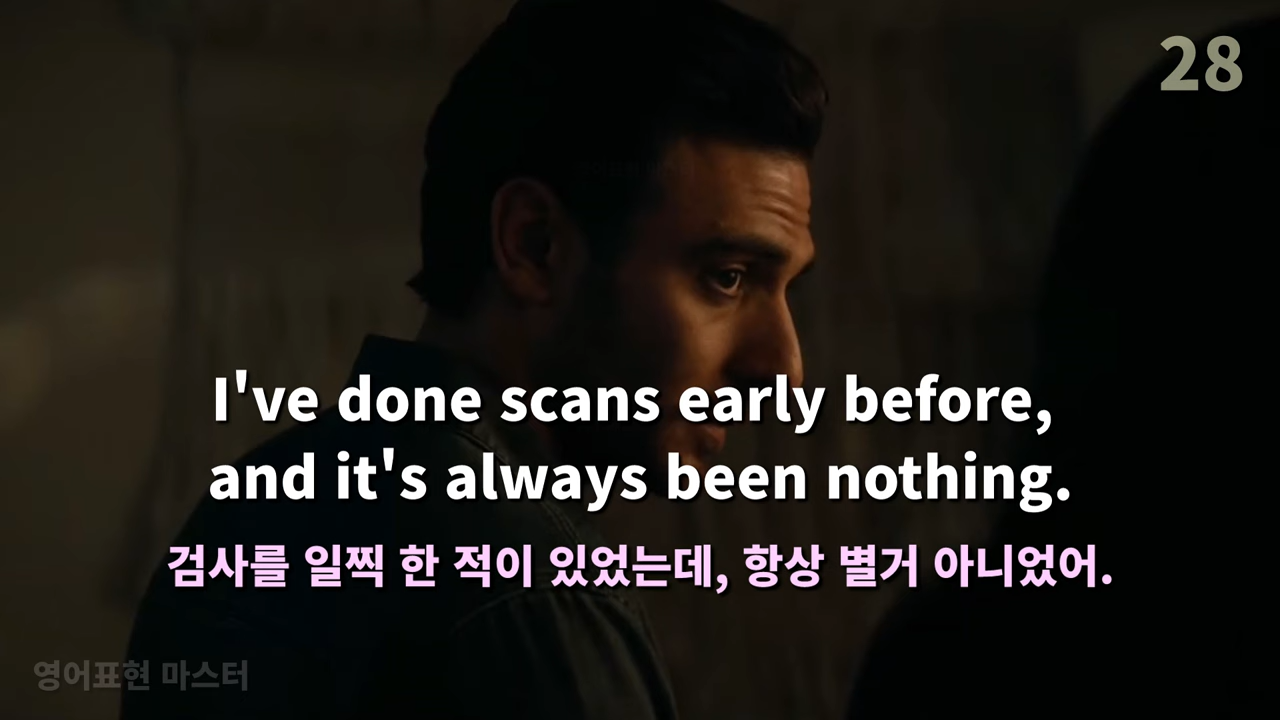 28
I've done scans early before,
and it's always been nothing.
검사를 일찍 한 적이 있었는데, 항상 별거 아니었어.
영어표현 마스터